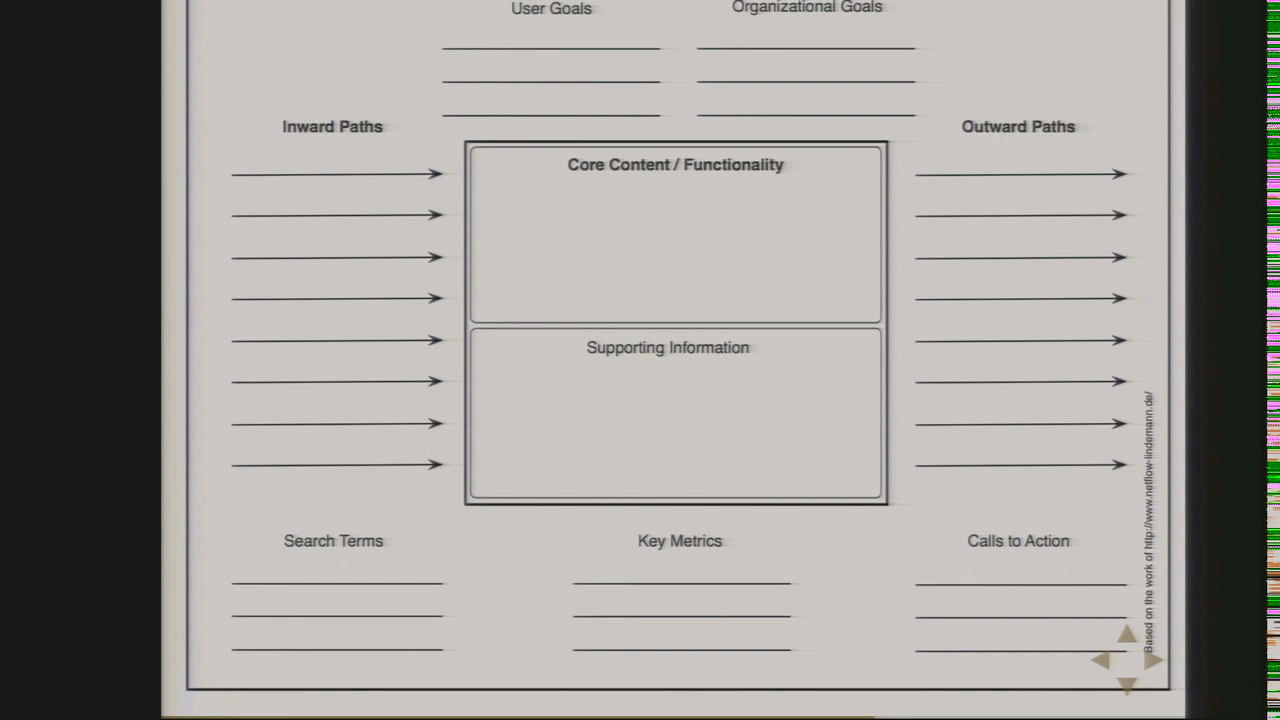 User Goals
Organizational Goals
Inward Paths
Outward Paths
Core Content / Functionality
Supporting Information
Search Terms
Key Metrics
Calls to Action
Based on the work of http://www.netflow-lindemann.de/